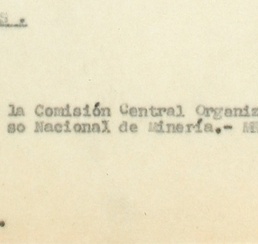 s.
la Comisión Central Organiz
so Nacional de Minería.- M
.